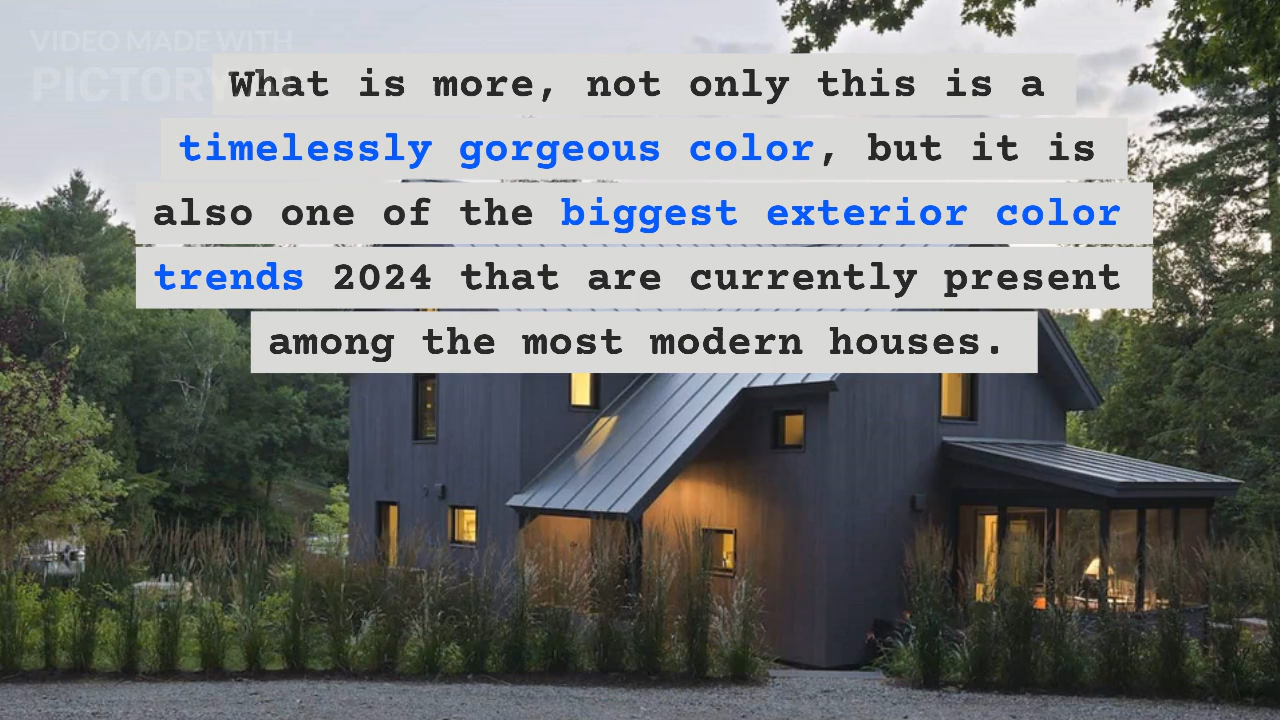 VIDEO MADE WITH
PICTORY
What is more, not only this is a
timelessly gorgeous color, but it is
also one of the biggest exterior color
trends 2024 that are currently present
among the most modern houses.